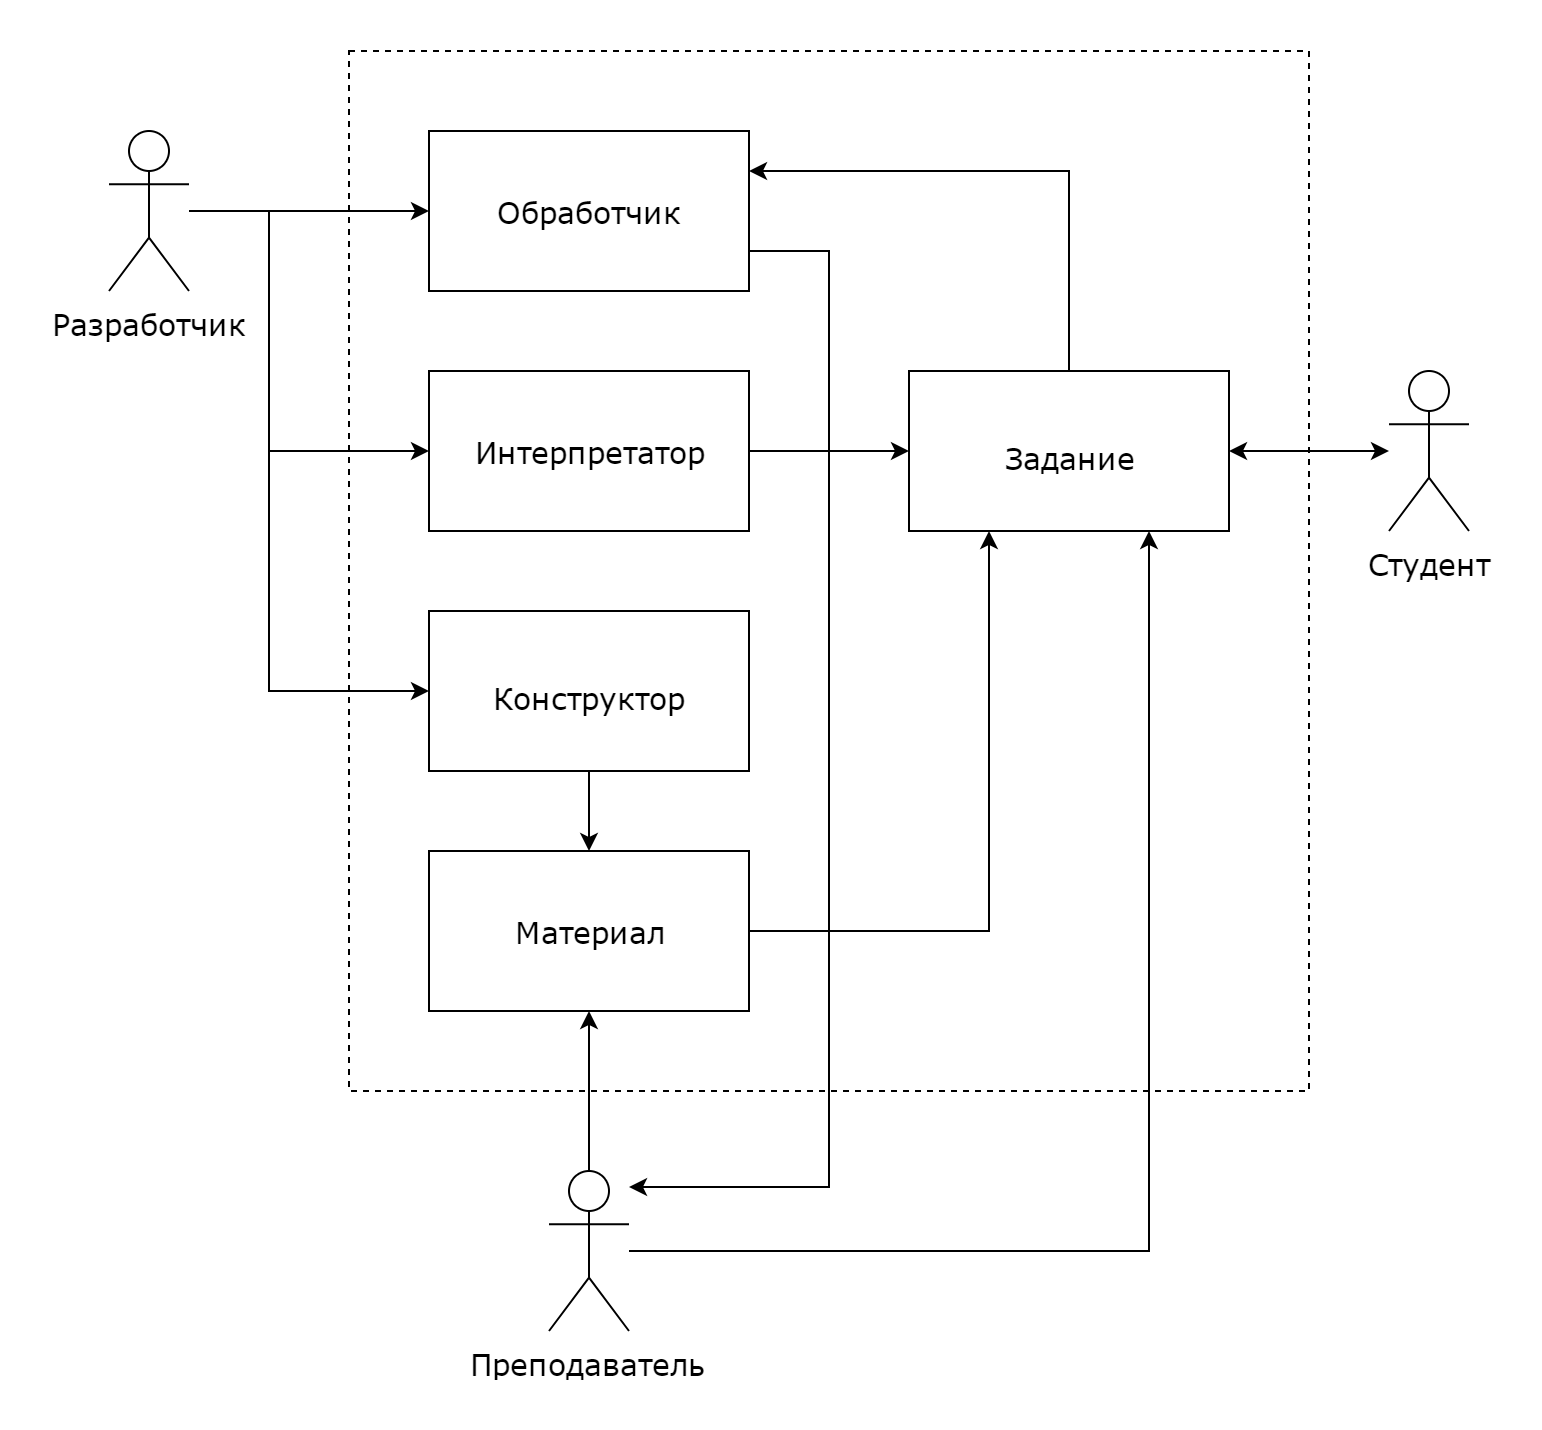 Обработчик
Разработчик
Интерпретатор
Задание
Студент
Конструктор
Материал
Преподаватель